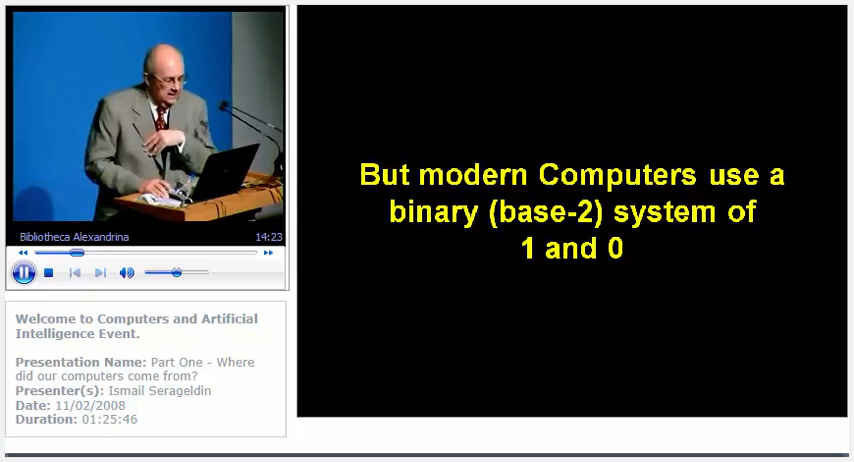 Bibliotheca Alexandrina 14:23
Welcome to Computers and Artificial
Intelligence Event.
Presentation Name: Part One - Where
did our computers come from?
Presenter(s): Ismail Serageldin
Date: 11/02/2008
Duration: 01:25:46
But modern Computers use a
binary (base-2) system of
1 and 0